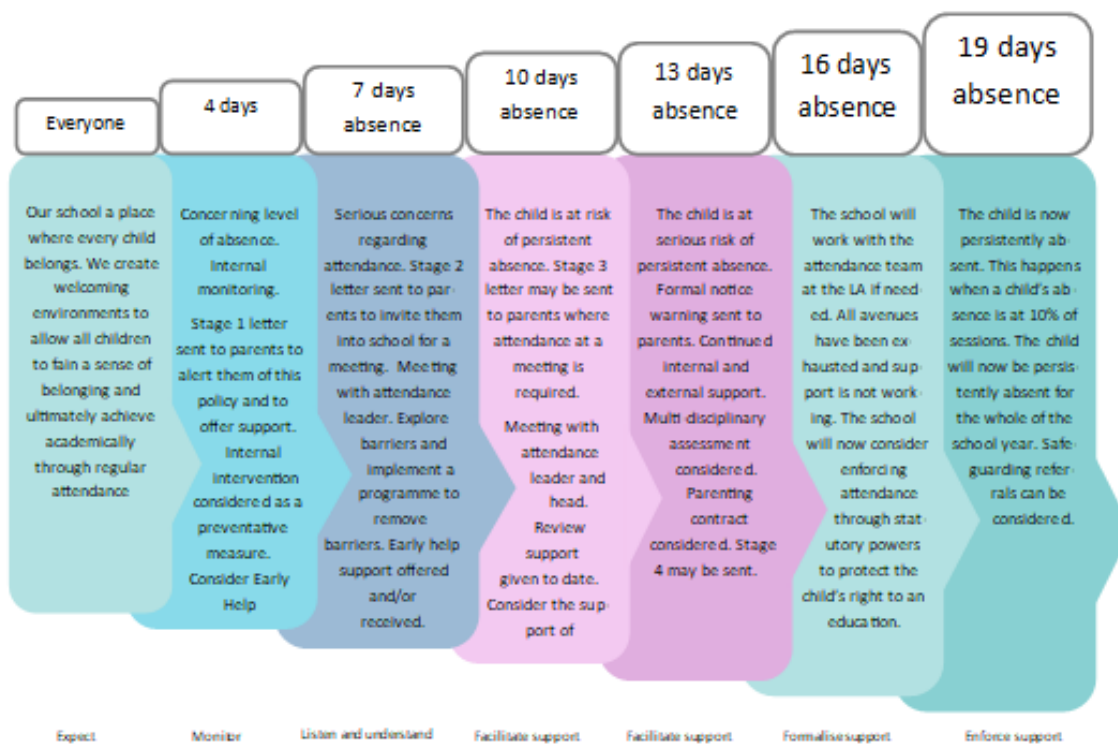 Everyone
Our school a place
where every child
belongs. We create
welcoming
environments to
allow all children
to fain a sense of
belonging and
ultimately achieve
academically
through regular
attendance
Expect
4 days
Concerning level
of absence.
Internal
monitoring.
Stage 1 letter
sent to parents to
alert them of this
policy and to
offer support.
Internal
intervention
considered as a
preventative
measure.
Consider Early
Help
Monitor
7 days
absence
Serious concerns
regarding
attendance. Stage 2
letter sent to par-
ents to invite them
into school for a
meeting. Meeting
with attendance
leader. Explore
barriers and
implement a
programme to
remove
barriers. Early help
support offered
and/or
received.
Listen and understand
10 days
absence
The child is at risk
of persistent
absence. Stage 3
letter may be sent
to parents where
attendance at a
meeting is
required.
Meeting with
attendance
leader and
head.
Review
support
given to date.
Consider the sup-
port of
Facilitate support
13 days
absence
The child is at
serious risk of
persistent absence.
Formal notice
warning sent to
parents. Continued
internal and
external support.
Multi disciplinary
assessment
considered.
Parenting
contract
considered. Stage
4 may be sent.
Facilitate support
16 days
absence
The school will
work with the
attendance team
at the LA if need-
ed. All avenues
have been ex-
hausted and sup-
port is not work-
ing. The school
will now consider
enforcing
attendance
through stat-
utory powers
to protect the
child's right to an
education.
Formalise support
19 days
absence
The child is now
persistently ab-
sent. This happens
when a child's ab-
sence is at 10% of
sessions. The child
will now be persis-
tently absent for
the whole of the
school year. Safe-
guarding refer-
rals can be
considered.
Enforce support